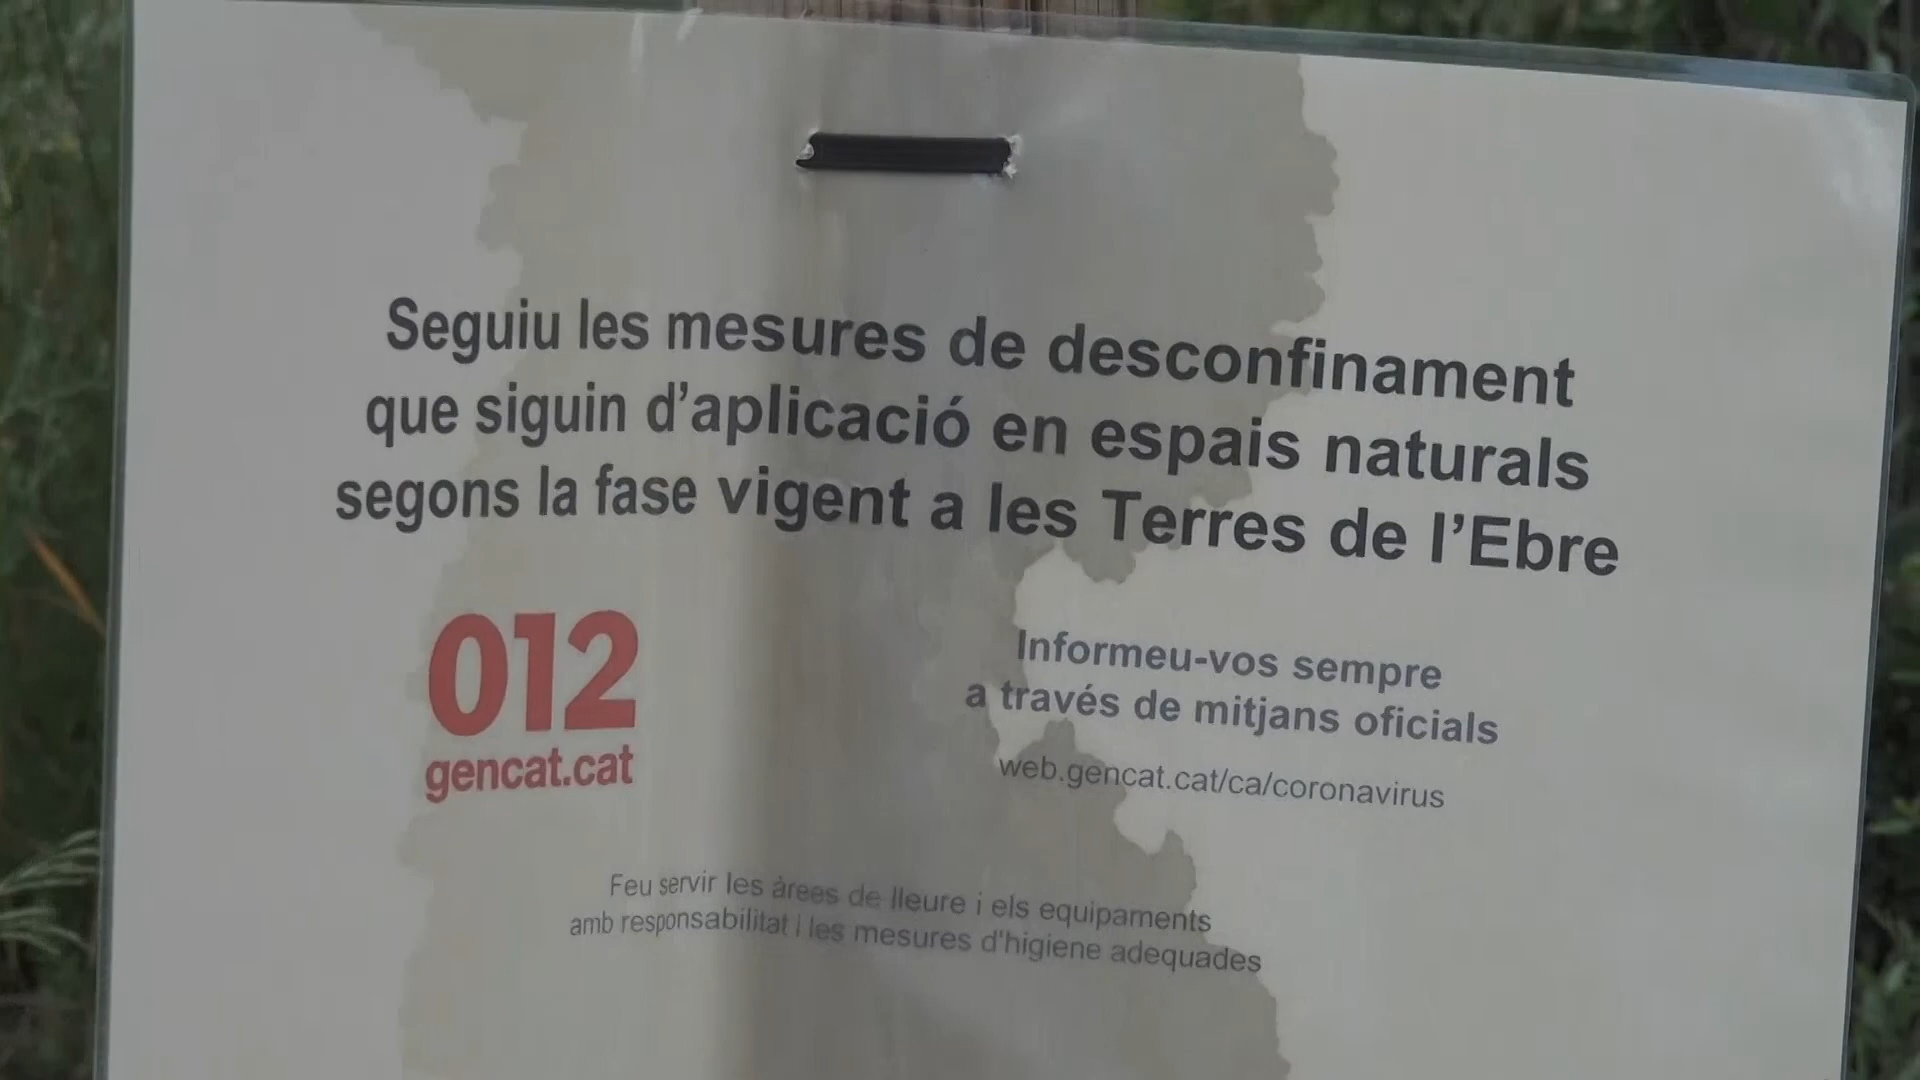 Seguiu les mesures de desconfinament
que siguin d'aplicació en espais naturals
segons la fase vigent a les Terres de l'Ebre
012
gencat.cat
Informeu-vos sempre
a través de mitjans oficials
web.gencat.cat/ca/coronavirus
Feu servir les àrees de lleure i els equipaments
amb responsabilitat i les mesures d'higiene adequades